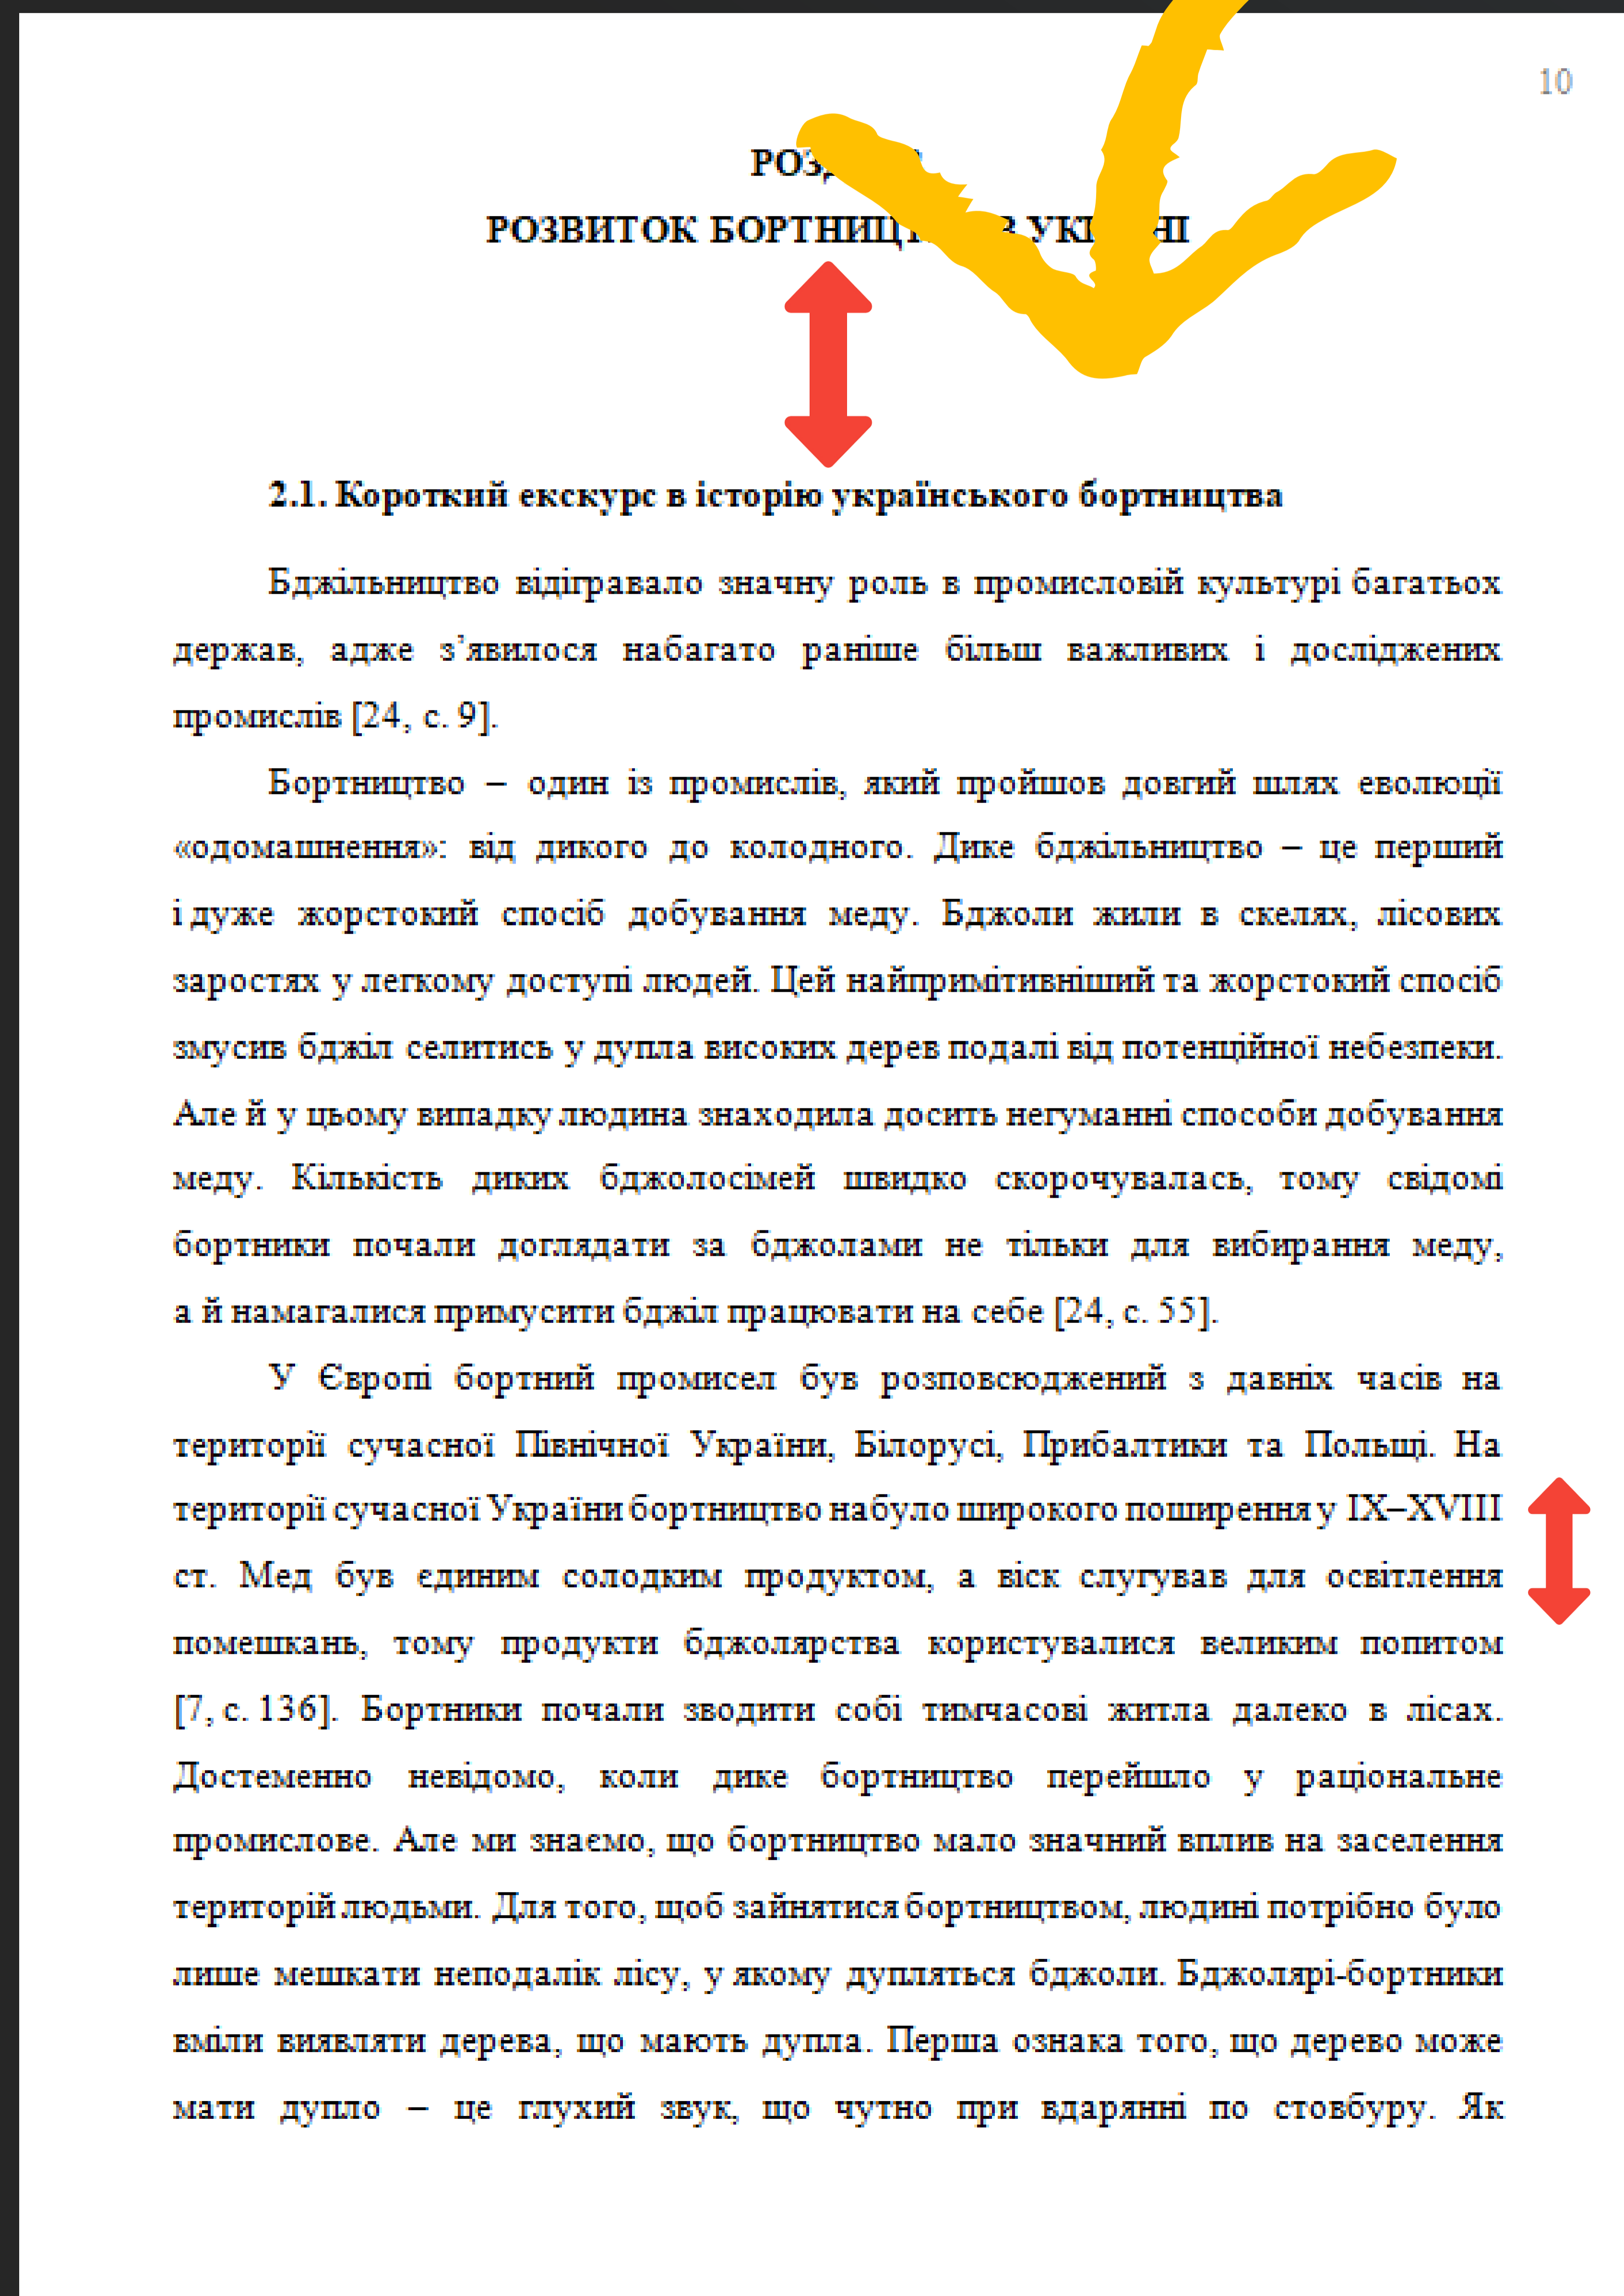 10
РОЗВИТОК В
2.1. Короткий екскурс в історію українського бортництва
Бджільництво відігравало значну роль в промисловій культурі багатьох
держав, адже з’явилося набагато раніше більш важливих і досліджених
промислів [24, с. 9].
Бортництво – один із промислів, який пройшов довгий шлях еволюції
«одомашнення»: від дикого до колодного. Дике бджільництво – це перший
і дуже жорстокий спосіб добування меду. Бджоли жили в скелях, лісових
заростях у легкому доступі людей. Цей найпримітивніший та жорстокий спосіб
змусив бджіл селитись у дупла високих дерев подалі від потенційної небезпеки.
Але й у цьому випадку людина знаходила досить негуманні способи добування
меду. Кількість диких бджолосімей швидко скорочувалась, тому свідомі
бортники почали доглядати за бджолами не тільки для вибирання меду,
а й намагалися примусити бджіл працювати на себе [24, с. 55].
У Європі бортний промисел був розповсюджений з давніх часів на
території сучасної Північної України, Білорусі, Прибалтики та Польщі. На
території сучасної України бортництво набуло широкого поширення у IX–XVIII
ст. Мед був єдиним солодким продуктом, а віск слугував для освітлення
помешкань, тому продукти бджолярства користувалися великим попитом
[7, с. 136]. Бортники почали зводити собі тимчасові житла далеко в лісах.
Достеменно невідомо, коли дике бортництво перейшло у раціональне
промислове. Але ми знаємо, що бортництво мало значний вплив на заселення
територій людьми. Для того, щоб зайнятися бортництвом, людині потрібно було
лише мешкати неподалік лісу, у якому дупляться бджоли. Бджолярі-бортники
вміли виявляти дерева, що мають дупла. Перша ознака того, що дерево може
мати дупло – це глухий звук, що чутно при вдарянні по стовбуру. Як